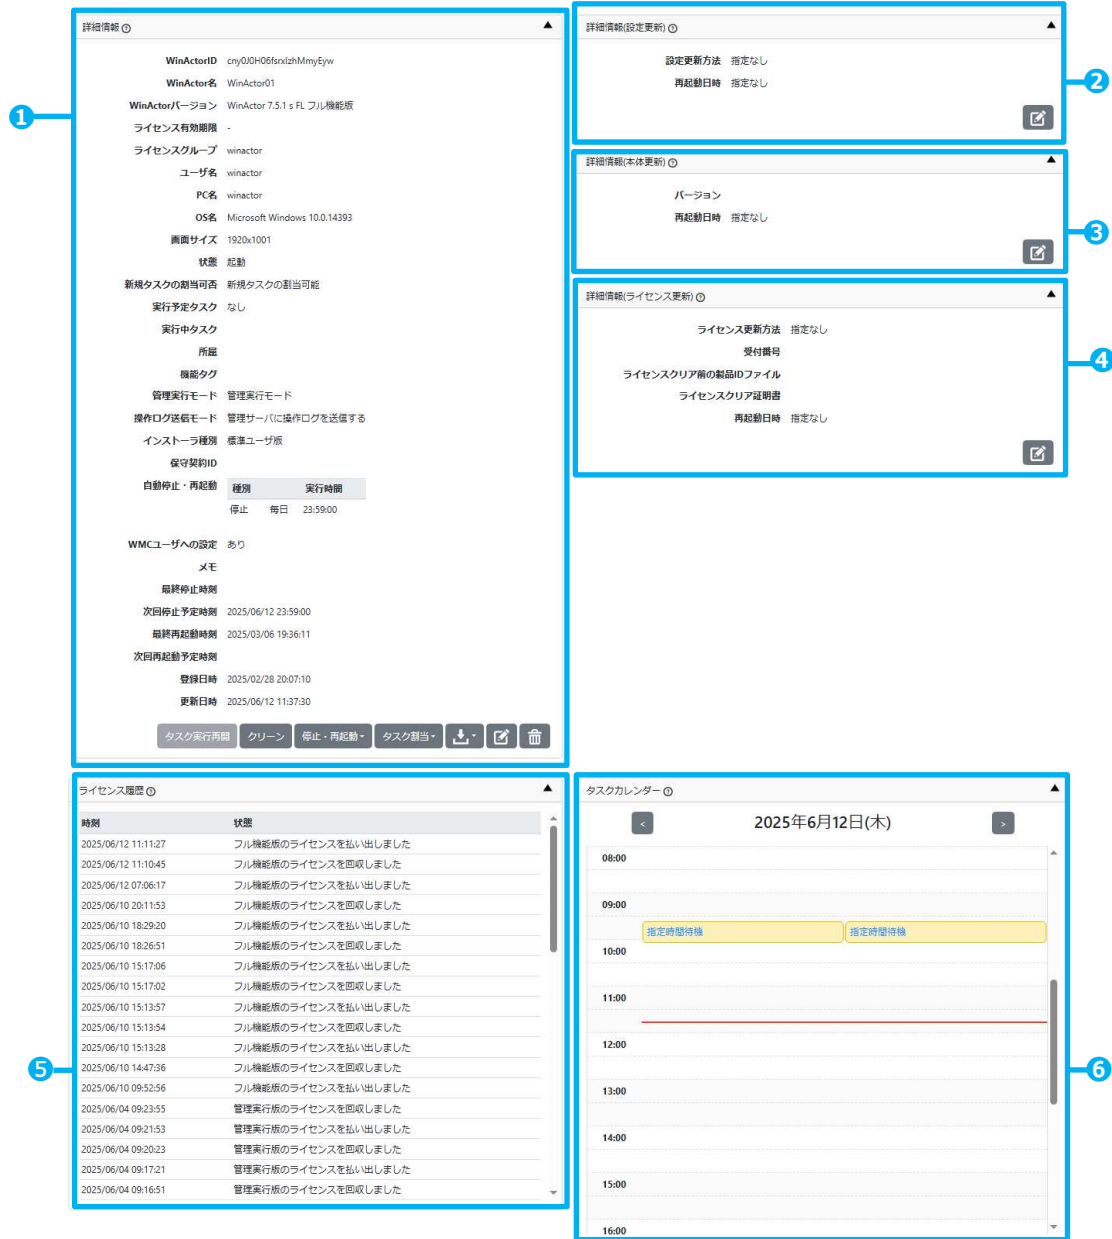 詳細情報
WinActorID cny0J0H06fsrxlzhMmyEyw
WinActor名 WinActor01
WinActorバージョン WinActor 7.5.1 s FL フル機能版
ライセンス有効期限 -
ライセンスグループ winactor
ユーザ名 winactor
PC名 winactor
OS名 Microsoft Windows 10.0.14393
画面サイズ 1920x1001
状態 起動
新規タスクの割当可否 新規タスクの割当可能
実行予定タスク なし
実行中タスク
所属
機能タグ
管理実行モード 管理実行モード
操作ログ送信モード 管理サーバに操作ログを送信する
インストーラ種別 標準ユーザ版
保守契約ID
自動停止・再起動 種別 実行時間
停止 毎日 23:59:00
WMCユーザへの設定 あり
メモ
最終停止時刻
次回停止予定時刻 2025/06/12 23:59:00
最終再起動時刻 2025/03/06 19:36:11
次回再起動予定時刻
登録日時 2025/02/28 20:07:10
更新日時 2025/06/12 11:37:30
タスク実行再開 クリーン 停止・再起動 タスク割当
1
詳細情報(設定更新)
設定更新方法 指定なし
再起動日時 指定なし
2
詳細情報(本体更新)
バージョン
再起動日時 指定なし
3
詳細情報(ライセンス更新)
ライセンス更新方法 指定なし
受付番号
ライセンスクリア前の製品IDファイル
ライセンスクリア証明書
再起動日時 指定なし
4
ライセンス履歴
時刻 状態
2025/06/12 11:11:27 フル機能版のライセンスを払い出しました
2025/06/12 11:10:45 フル機能版のライセンスを回収しました
2025/06/12 07:06:17 フル機能版のライセンスを払い出しました
2025/06/10 20:11:53 フル機能版のライセンスを回収しました
2025/06/10 18:29:20 フル機能版のライセンスを払い出しました
2025/06/10 18:26:51 フル機能版のライセンスを回収しました
2025/06/10 15:17:06 フル機能版のライセンスを払い出しました
2025/06/10 15:17:02 フル機能版のライセンスを回収しました
2025/06/10 15:13:57 フル機能版のライセンスを払い出しました
2025/06/10 15:13:54 フル機能版のライセンスを回収しました
2025/06/10 15:13:28 フル機能版のライセンスを払い出しました
2025/06/10 14:47:36 フル機能版のライセンスを回収しました
2025/06/10 09:52:56 フル機能版のライセンスを払い出しました
2025/06/04 09:23:55 管理実行版のライセンスを回収しました
2025/06/04 09:21:53 管理実行版のライセンスを払い出しました
2025/06/04 09:20:23 管理実行版のライセンスを回収しました
2025/06/04 09:17:21 管理実行版のライセンスを払い出しました
2025/06/04 09:16:51 管理実行版のライセンスを回収しました
5
タスクカレンダー
< 2025年6月12日(木) >
08:00
09:00
指定時間待機 指定時間待機
10:00
11:00
12:00
13:00
14:00
15:00
16:00
6